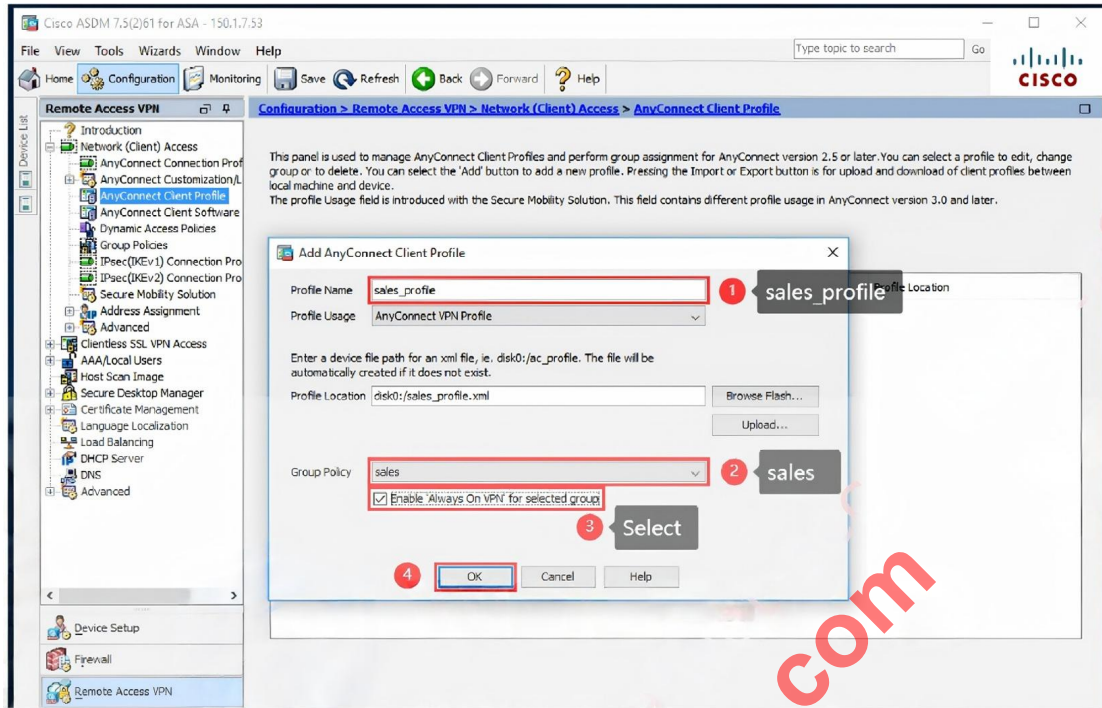 Cisco ASDM 7.5(2)61 for ASA - 150.1.7.53
File View Tools Wizards Window Help
Type topic to search Go
Home Configuration Monitoring Save Refresh Back Forward Help
CISCO
Device List
Remote Access VPN
Configuration > Remote Access VPN > Network (Client) Access > AnyConnect Client Profile
Introduction
Network (Client) Access
AnyConnect Connection Prof
AnyConnect Customization/L
AnyConnect Client Profile
AnyConnect Client Software
Dynamic Access Policies
Group Policies
IPsec(IKEv1) Connection Pro
IPsec(IKEv2) Connection Pro
Secure Mobility Solution
Address Assignment
Advanced
Clientless SSL VPN Access
AAA/Local Users
Host Scan Image
Secure Desktop Manager
Certificate Management
Language Localization
Load Balancing
DHCP Server
DNS
Advanced
Device Setup
Firewall
Remote Access VPN
This panel is used to manage AnyConnect Client Profiles and perform group assignment for AnyConnect version 2.5 or later.You can select a profile to edit, change
group or to delete. You can select the 'Add' button to add a new profile. Pressing the Import or Export button is for upload and download of client profiles between
local machine and device.
The profile Usage field is introduced with the Secure Mobility Solution. This field contains different profile usage in AnyConnect version 3.0 and later.
Location
Add AnyConnect Client Profile
Profile Name sales_profile
1 sales_profile
Profile Usage AnyConnect VPN Profile
Enter a device file path for an xml file, ie. disk0:/ac_profile. The file will be
automatically created if it does not exist.
Profile Location disk0:/sales_profile.xml Browse Flash...
Upload...
Group Policy sales
2 sales
Enable 'Always On VPN' for selected group
3 Select
4 OK Cancel Help
com